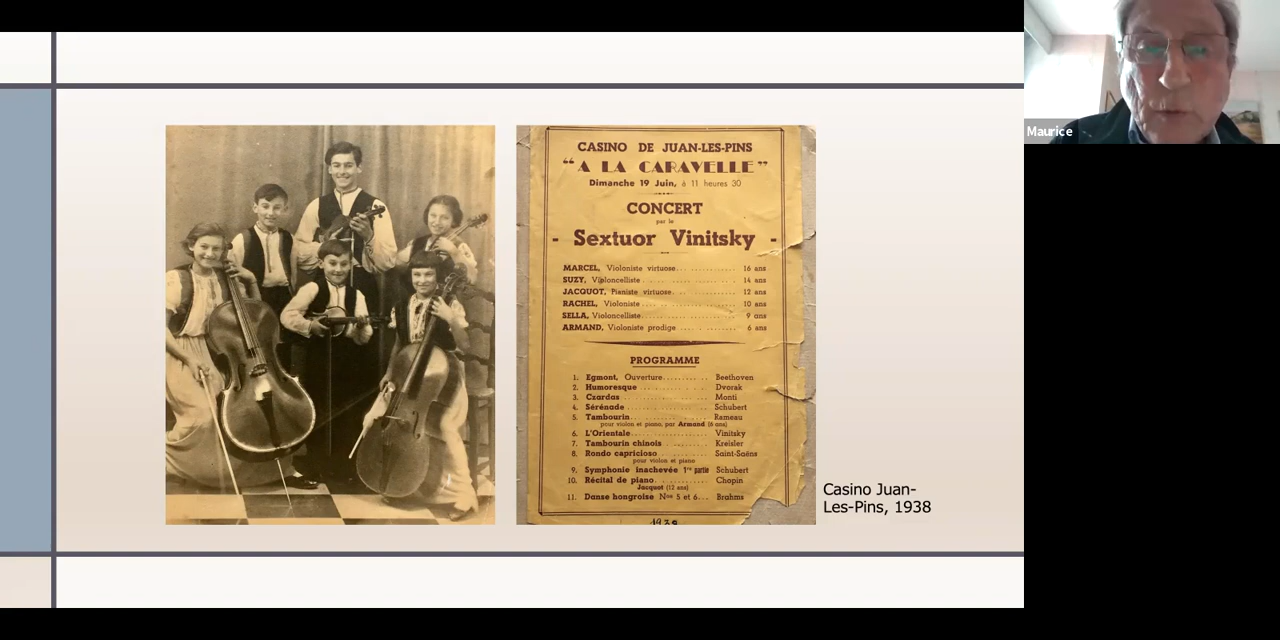 CASINO DE JUAN-LES-PINS
“A LA CARAVELLE”
Dimanche 19 Juin, à 11 heures 30
CONCERT
par le
- Sextuor Vinitsky -
MARCEL, Violoniste virtuose... 16 ans
SUZY, Violoncelliste ... 14 ans
JACQUOT, Pianiste virtuose... 12 ans
RACHEL, Violoniste ... 10 ans
SELLA, Violoncelliste... 9 ans
ARMAND, Violoniste prodige ... 6 ans
PROGRAMME
1. Egmont, Ouverture... Beethoven
2. Humoresque ... Dvorak
3. Czardas ... Monti
4. Sérénade ... Schubert
5. Tambourin... Rameau
pour violon et piano, par Armand (6 ans)
6. L'Orientale... Vinitsky
7. Tambourin chinois ... Kreisler
8. Rondo capricioso ... Saint-Saëns
pour violon et piano
9. Symphonie inachevée 1re partie Schubert
10. Récital de piano... Chopin
Jacquot (12 ans)
11. Danse hongroise Nos 5 et 6... Brahms
Casino Juan-
Les-Pins, 1938
Maurice